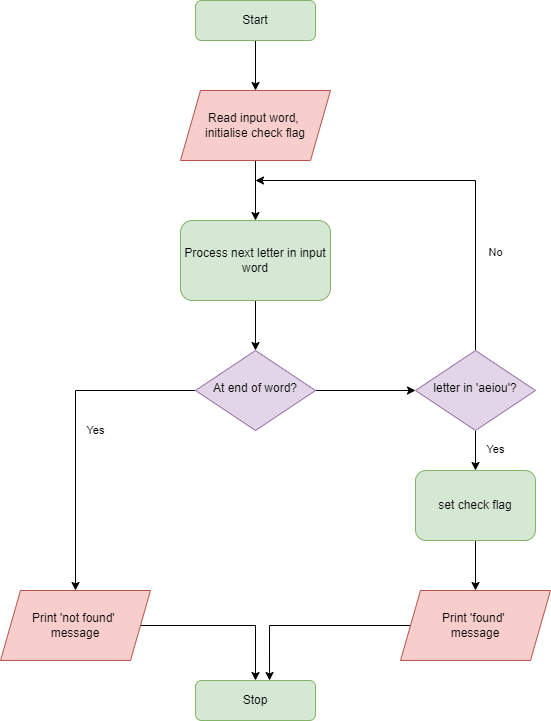 Start
Read input word,
initialise check flag
Process next letter in input
word
No
At end of word?
letter in 'aeiou'?
Yes
Yes
set check flag
Print 'not found'
message
Print 'found'
message
Stop